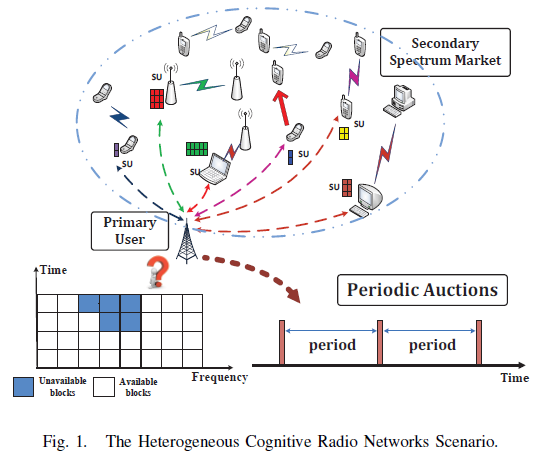 Secondary
Spectrum Market
SU
SU
SU
SU
SU
SU
Primary
User
?
Time
Periodic Auctions
period
period
Unavailable
blocks
Available
blocks
Frequency
Time
Fig. 1. The Heterogeneous Cognitive Radio Networks Scenario.